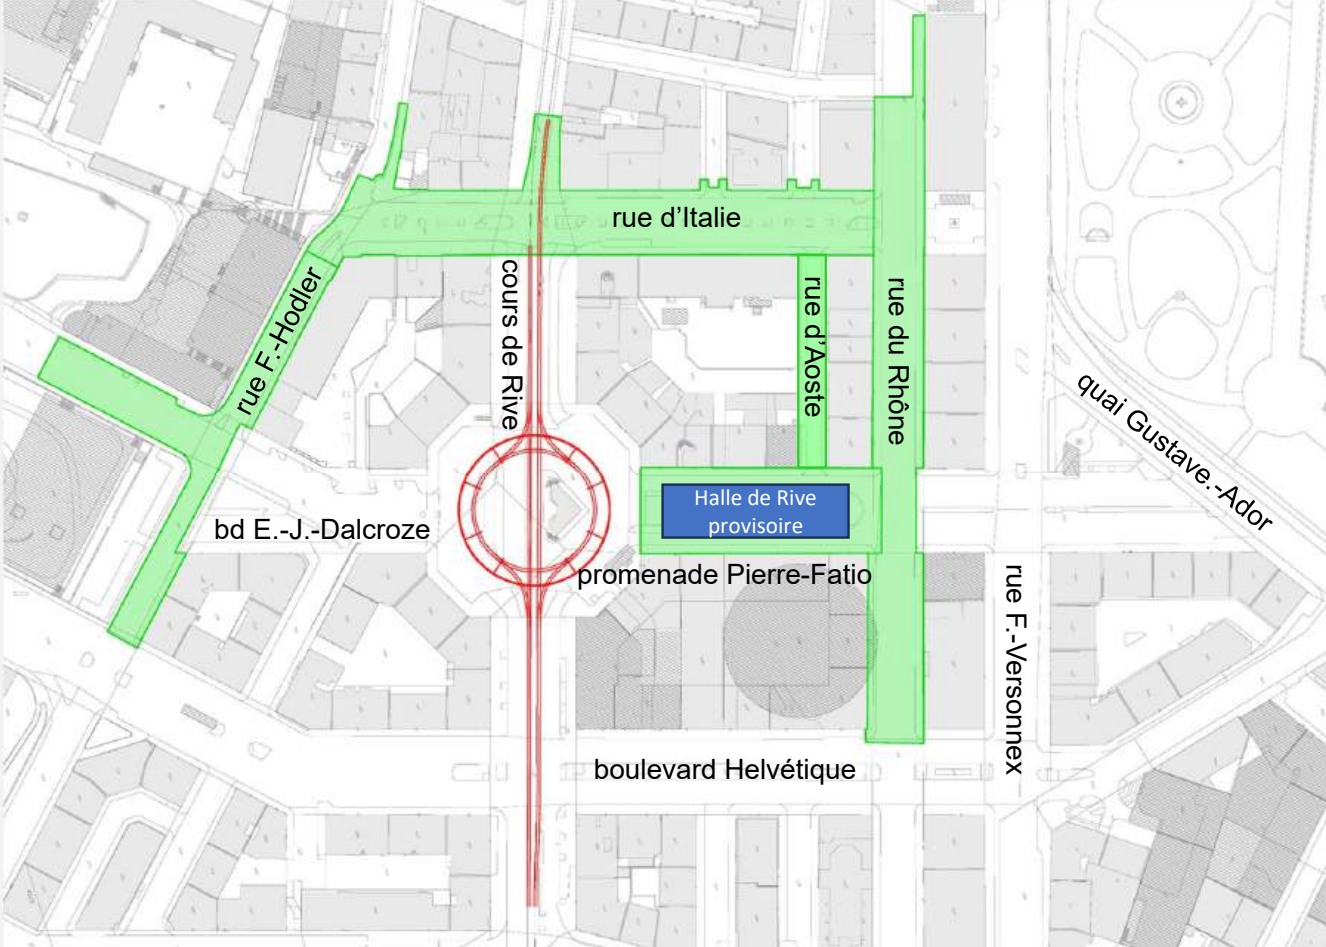 rue d’Italie
rue F.-Hodler
cours de Rive
rue d’Aoste
rue du Rhône
quai Gustave.-Ador
Halle de Rive
provisoire
bd E.-J.-Dalcroze
promenade Pierre-Fatio
rue F.-Versonnex
boulevard Helvétique